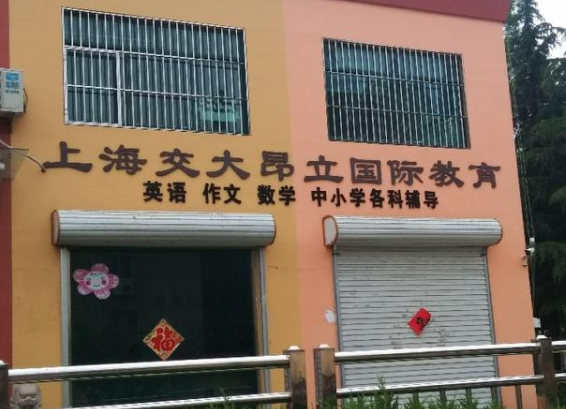 上海交大昂立国际教育
英语 作文 数学 中小学各科辅导
福